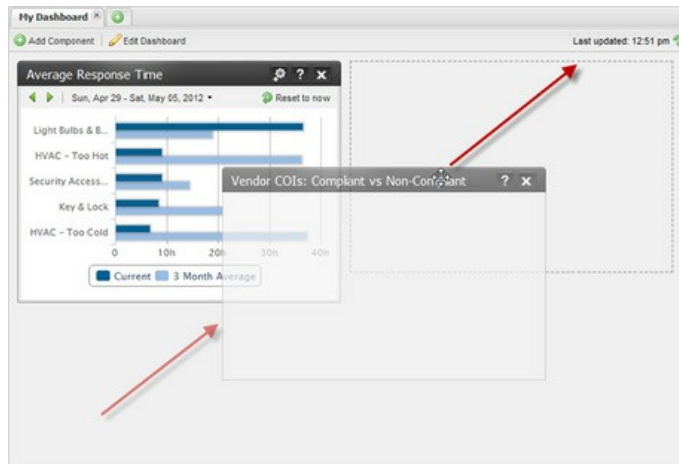 My Dashboard
Add Component | Edit Dashboard
Last updated: 12:51 pm
Average Response Time ? x
Sun, Apr 29 - Sat, May 05, 2012
Reset to now
Light Bulbs & B...
HVAC - Too Hot
Security Access...
Key & Lock
HVAC - Too Cold
0 10h 20h 30h 40h
Current 3 Month Average
Vendor COIs: Compliant vs Non-Compliant ? x